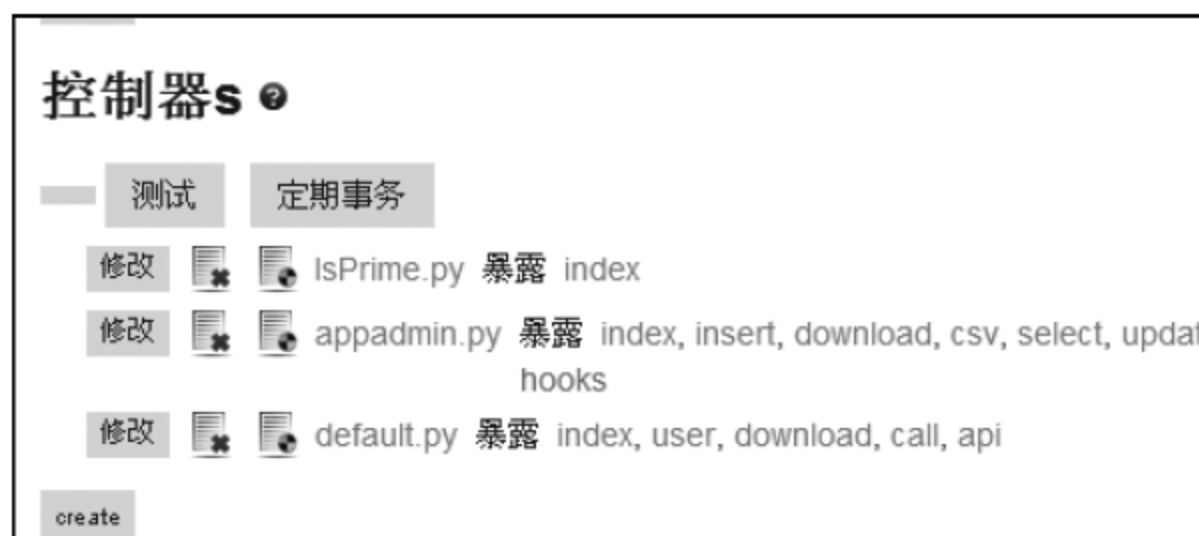 控制器s ?
测试 定期事务
修改 IsPrime.py 暴露 index
修改 appadmin.py 暴露 index, insert, download, csv, select, updat
hooks
修改 default.py 暴露 index, user, download, call, api
create